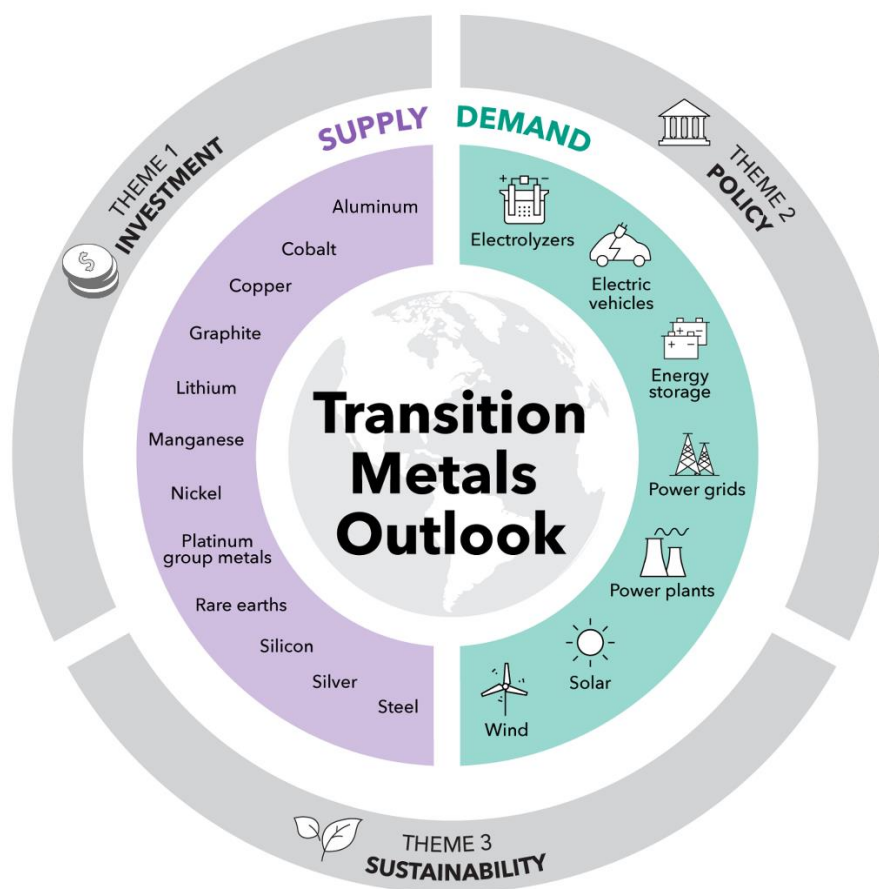 THEME 1
INVESTMENT
$
THEME 2
POLICY
SUPPLY
DEMAND
Aluminum
Cobalt
Copper
Graphite
Lithium
Manganese
Nickel
Platinum
group metals
Rare earths
Silicon
Silver
Steel
Transition
Metals
Outlook
+ -
Electrolyzers
Electric
vehicles
+ -
+ -
Energy
storage
Power grids
Power plants
Solar
Wind
THEME 3
SUSTAINABILITY